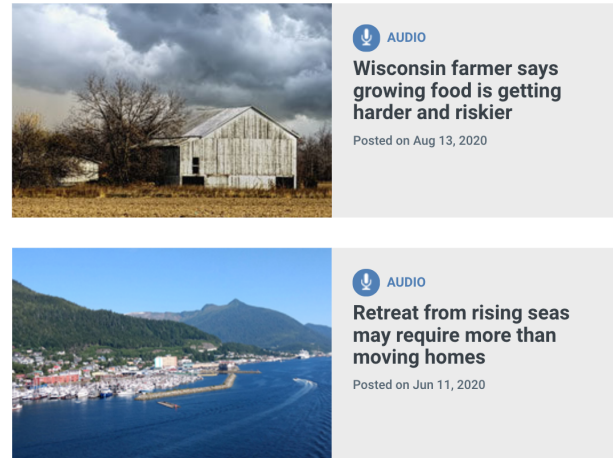 AUDIO
Wisconsin farmer says
growing food is getting
harder and riskier
Posted on Aug 13, 2020
AUDIO
Retreat from rising seas
may require more than
moving homes
Posted on Jun 11, 2020